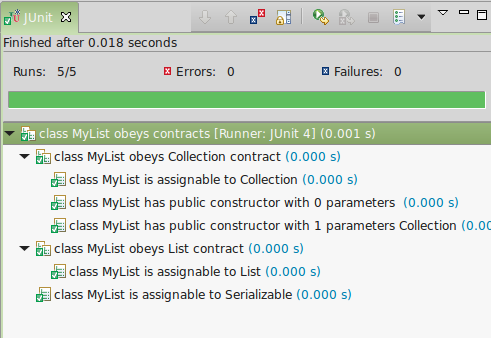 JUnit
Finished after 0.018 seconds
Runs: 5/5 Errors: 0 Failures: 0
class MyList obeys contracts [Runner: JUnit 4] (0.001 s)
class MyList obeys Collection contract (0.000 s)
class MyList is assignable to Collection (0.000 s)
class MyList has public constructor with 0 parameters (0.000 s)
class MyList has public constructor with 1 parameters Collection (0.00
class MyList obeys List contract (0.000 s)
class MyList is assignable to List (0.000 s)
class MyList is assignable to Serializable (0.000 s)